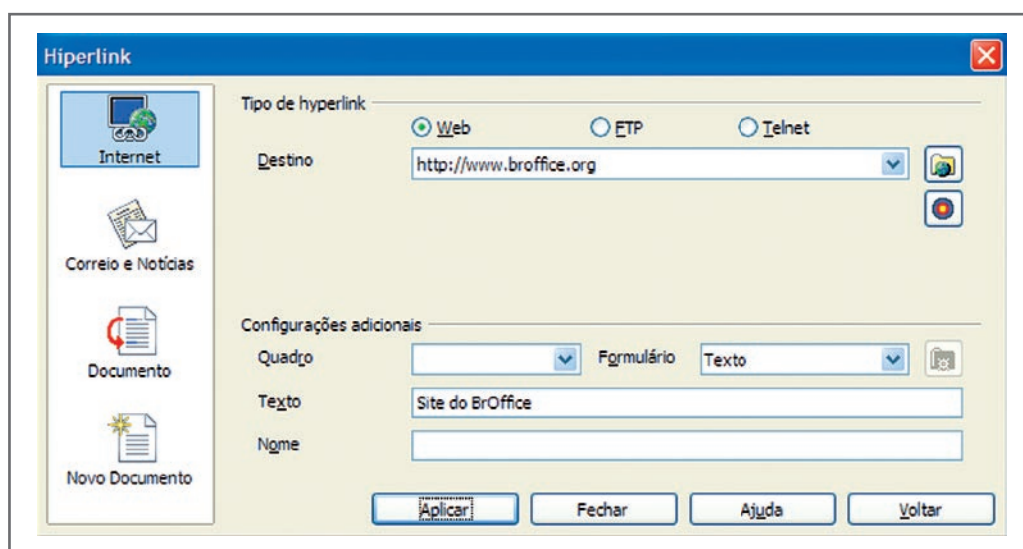 Hiperlink
Internet
Correio e Notícias
Documento
Novo Documento
Tipo de hyperlink
Web FTP Telnet
Destino http://www.broffice.org
Configurações adicionais
Quadro Formulário Texto
Texto Site do BrOffice
Nome
Aplicar Fechar Ajuda Voltar